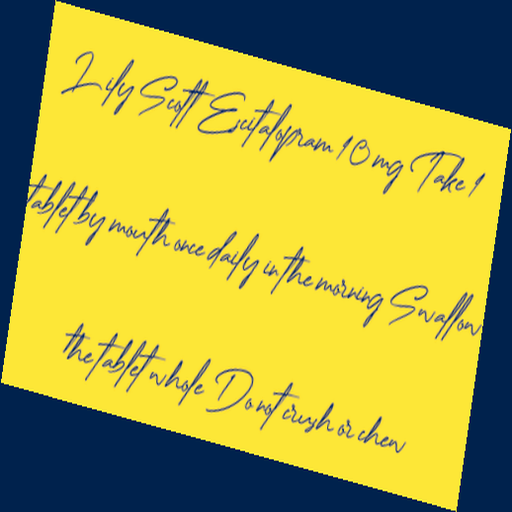 Lily Scott Escitalopram 10 mg Take 1
tablet by mouth once daily in the morning Swallow
the tablet whole Do not crush or chew